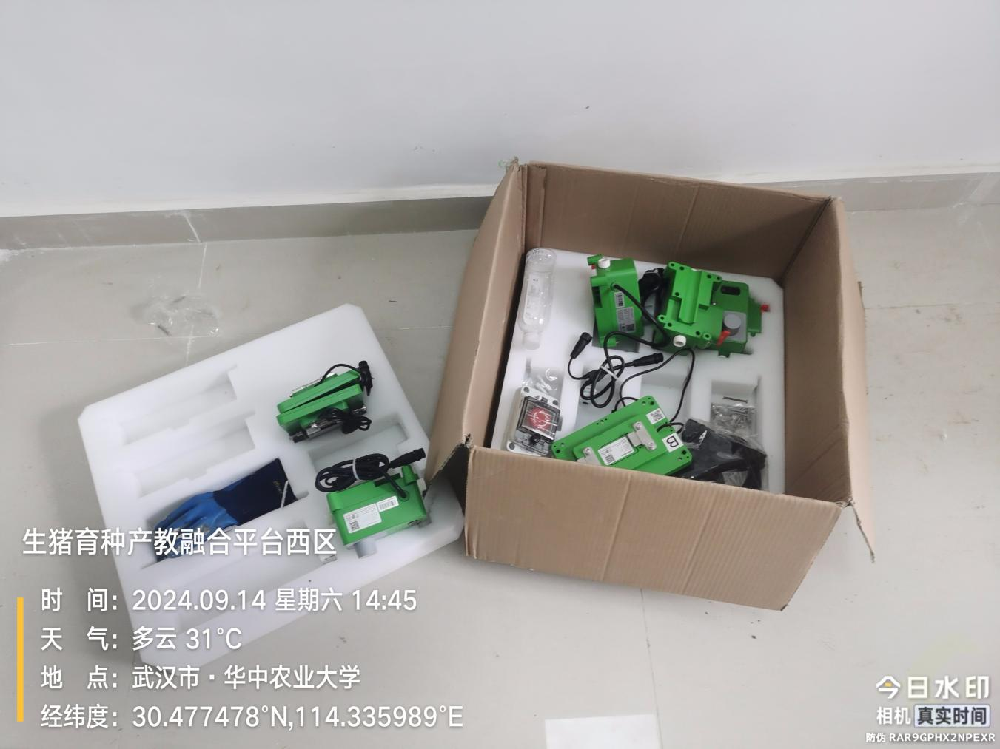 生猪育种产教融合平台西区
时 间：2024.09.14 星期六 14:45
天 气：多云 31°C
地 点：武汉市·华中农业大学
经纬度：30.477478°N,114.335989°E
今日水印
相机 真实时间
防伪 RAR9GPHX2NPEXR
B